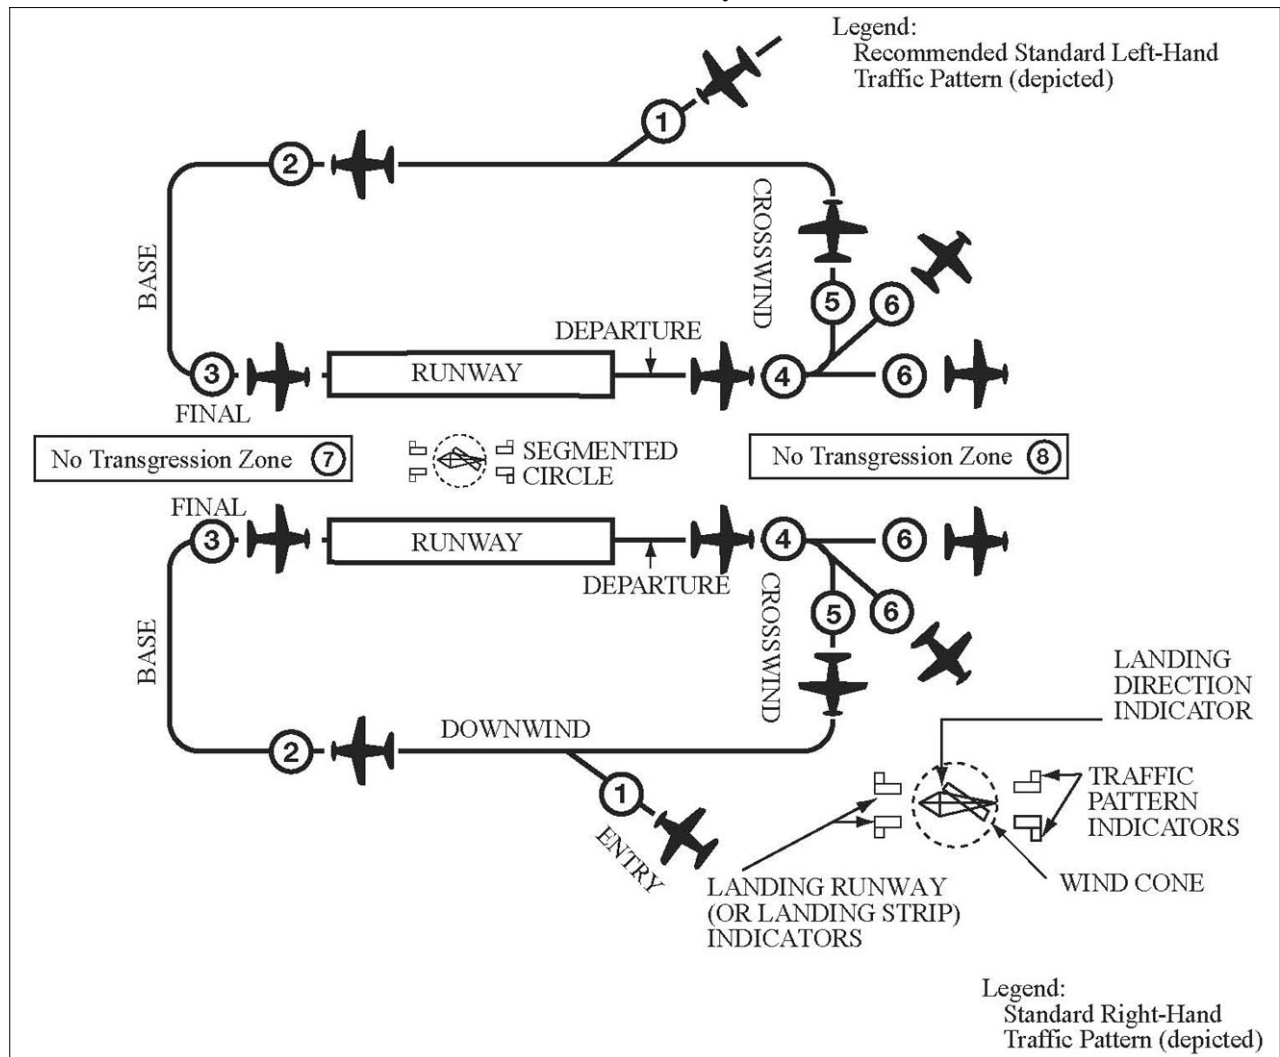 Legend:
Recommended Standard Left-Hand
Traffic Pattern (depicted)
1
2
CROSSWIND
BASE
5
6
DEPARTURE
3
RUNWAY
4
6
FINAL
No Transgression Zone 7
SEGMENTED
CIRCLE
No Transgression Zone 8
FINAL
3
RUNWAY
4
6
DEPARTURE
CROSSWIND
5
6
BASE
LANDING
DIRECTION
INDICATOR
2
DOWNWIND
1
ENTRY
TRAFFIC
PATTERN
INDICATORS
WIND CONE
LANDING RUNWAY
(OR LANDING STRIP)
INDICATORS
Legend:
Standard Right-Hand
Traffic Pattern (depicted)